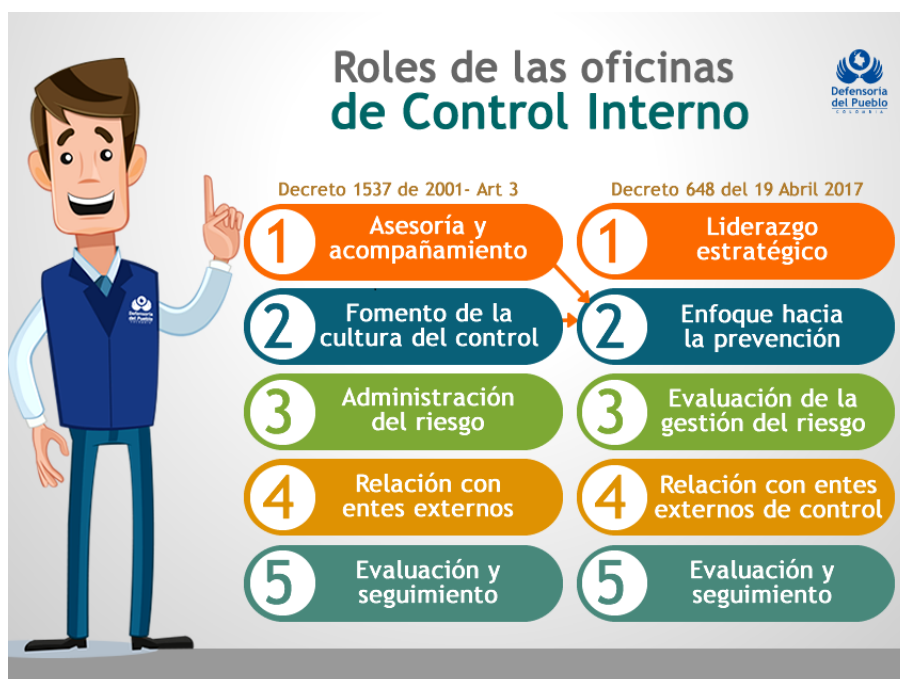 Roles de las oficinas
de Control Interno
Defensoría
del Pueblo
COLOMBIA
Decreto 1537 de 2001- Art 3
1
Asesoría y
acompañamiento
2
Fomento de la
cultura del control
3
Administración
del riesgo
4
Relación con
entes externos
5
Evaluación y
seguimiento
Decreto 648 del 19 Abril 2017
1
Liderazgo
estratégico
2
Enfoque hacia
la prevención
3
Evaluación de la
gestión del riesgo
4
Relación con entes
externos de control
5
Evaluación y
seguimiento
Defensoría
del Pueblo